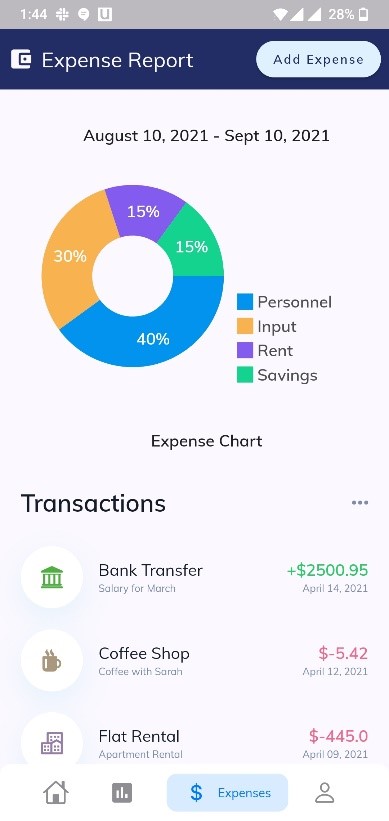 1:44
28%
Expense Report
Add Expense
August 10, 2021 - Sept 10, 2021
15%
15%
30%
40%
Personnel
Input
Rent
Savings
Expense Chart
Transactions
Bank Transfer
+$2500.95
Salary for March
April 14, 2021
Coffee Shop
$-5.42
Coffee with Sarah
April 12, 2021
Flat Rental
$-445.0
Apartment Rental
April 09, 2021
$ Expenses